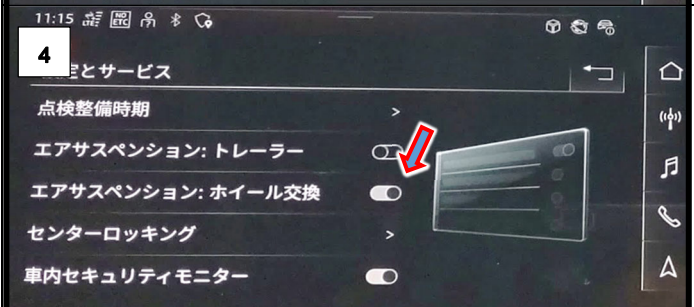 11:15 NO ETC
4
定とサービス
点検整備時期 >
エアサスペンション: トレーラー
エアサスペンション: ホイール交換
センターロッキング >
車内セキュリティモニター